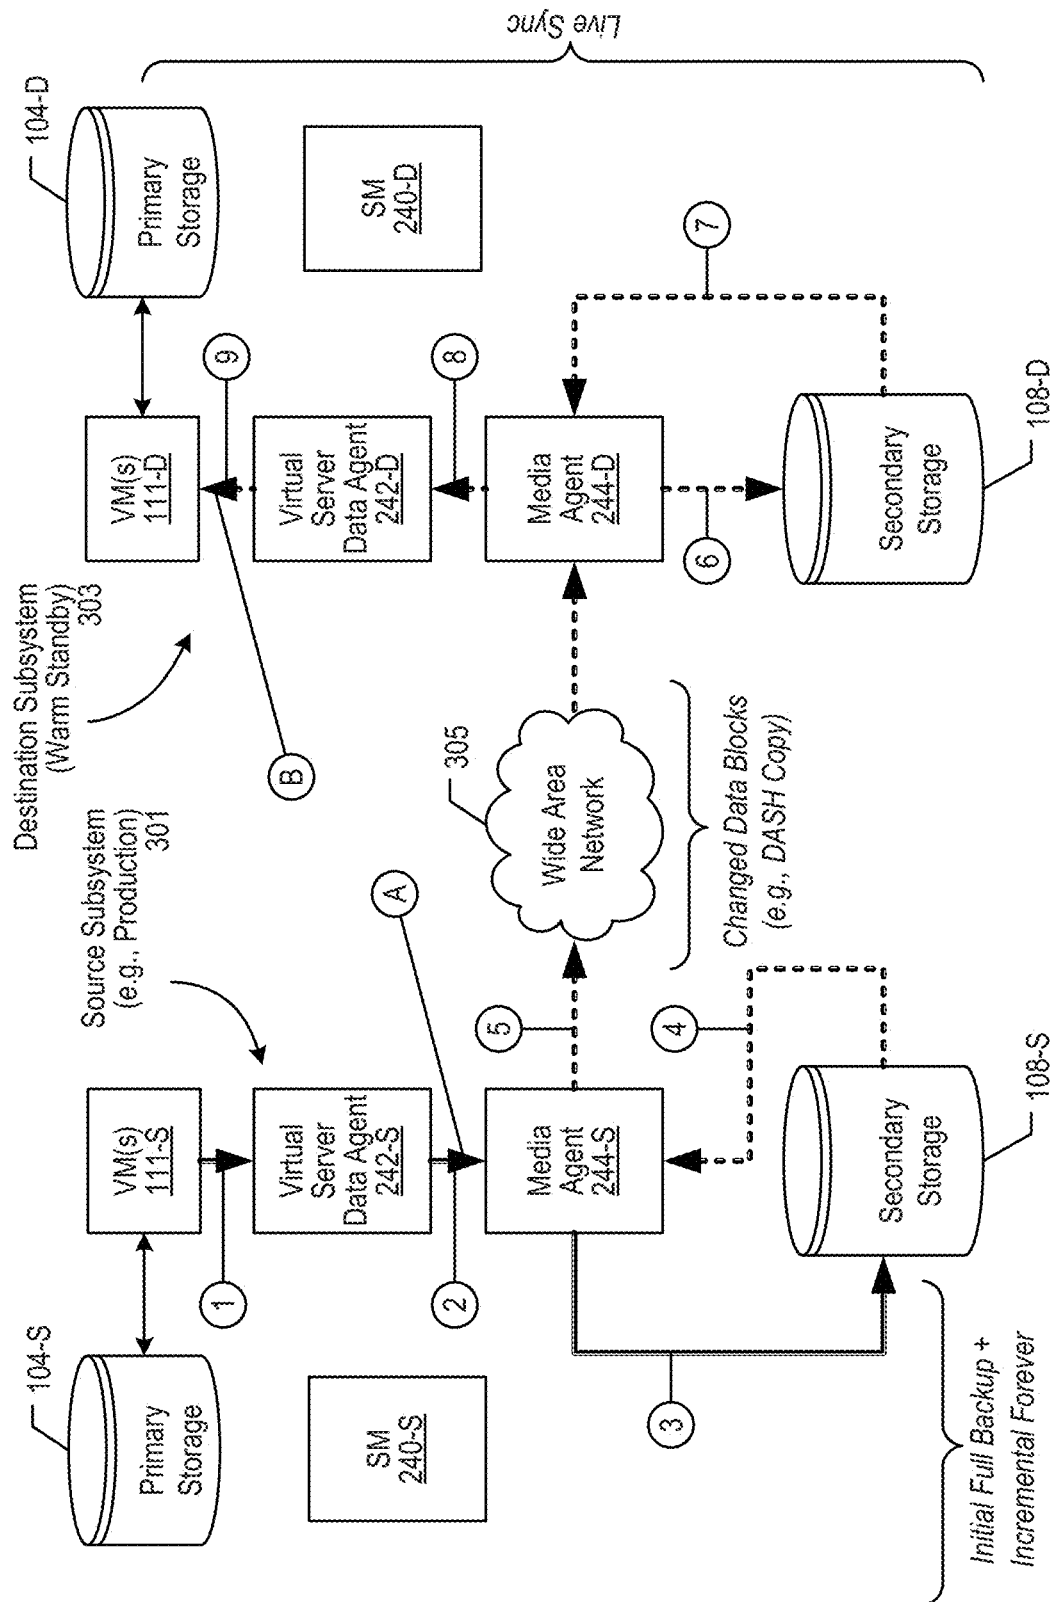 104-S
Primary
Storage
VM(s)
111-S
Source Subsystem
(e.g., Production)
301
Destination Subsystem
(Warm Standby)
303
VM(s)
111-D
104-D
Primary
Storage
1
B
9
SM
240-S
Virtual
Server
Data Agent
242-S
Virtual
Server
Data Agent
242-D
SM
240-D
2
A
8
Media
Agent
244-S
5
305
Wide Area
Network
Media
Agent
244-D
3
4
Changed Data Blocks
(e.g., DASH Copy)
6
7
Secondary
Storage
108-S
Secondary
Storage
108-D
Initial Full Backup +
Incremental Forever
Live Sync